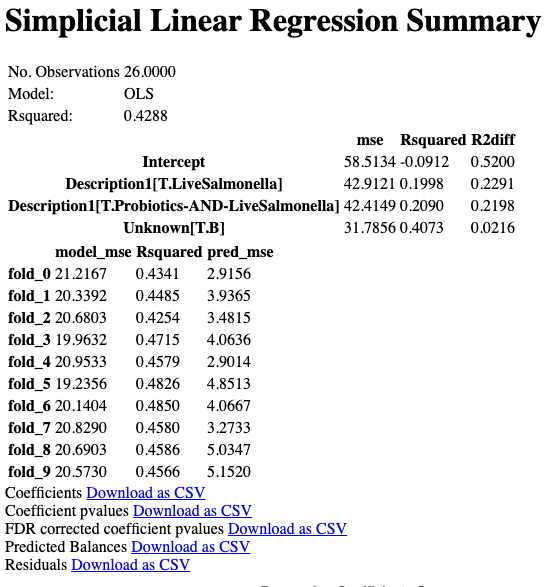 Simplicial Linear Regression Summary
No. Observations 26.0000
Model: OLS
Rsquared: 0.4288
mse Rsquared R2diff
Intercept 58.5134 -0.0912 0.5200
Description1[T.LiveSalmonella] 42.9121 0.1998 0.2291
Description1[T.Probiotics-AND-LiveSalmonella] 42.4149 0.2090 0.2198
Unknown[T.B] 31.7856 0.4073 0.0216
model_mse Rsquared pred_mse
fold_0 21.2167 0.4341 2.9156
fold_1 20.3392 0.4485 3.9365
fold_2 20.6803 0.4254 3.4815
fold_3 19.9632 0.4715 4.0636
fold_4 20.9533 0.4579 2.9014
fold_5 19.2356 0.4826 4.8513
fold_6 20.1404 0.4850 4.0667
fold_7 20.8290 0.4580 3.2733
fold_8 20.6903 0.4586 5.0347
fold_9 20.5730 0.4566 5.1520
Coefficients Download as CSV
Coefficient pvalues Download as CSV
FDR corrected coefficient pvalues Download as CSV
Predicted Balances Download as CSV
Residuals Download as CSV